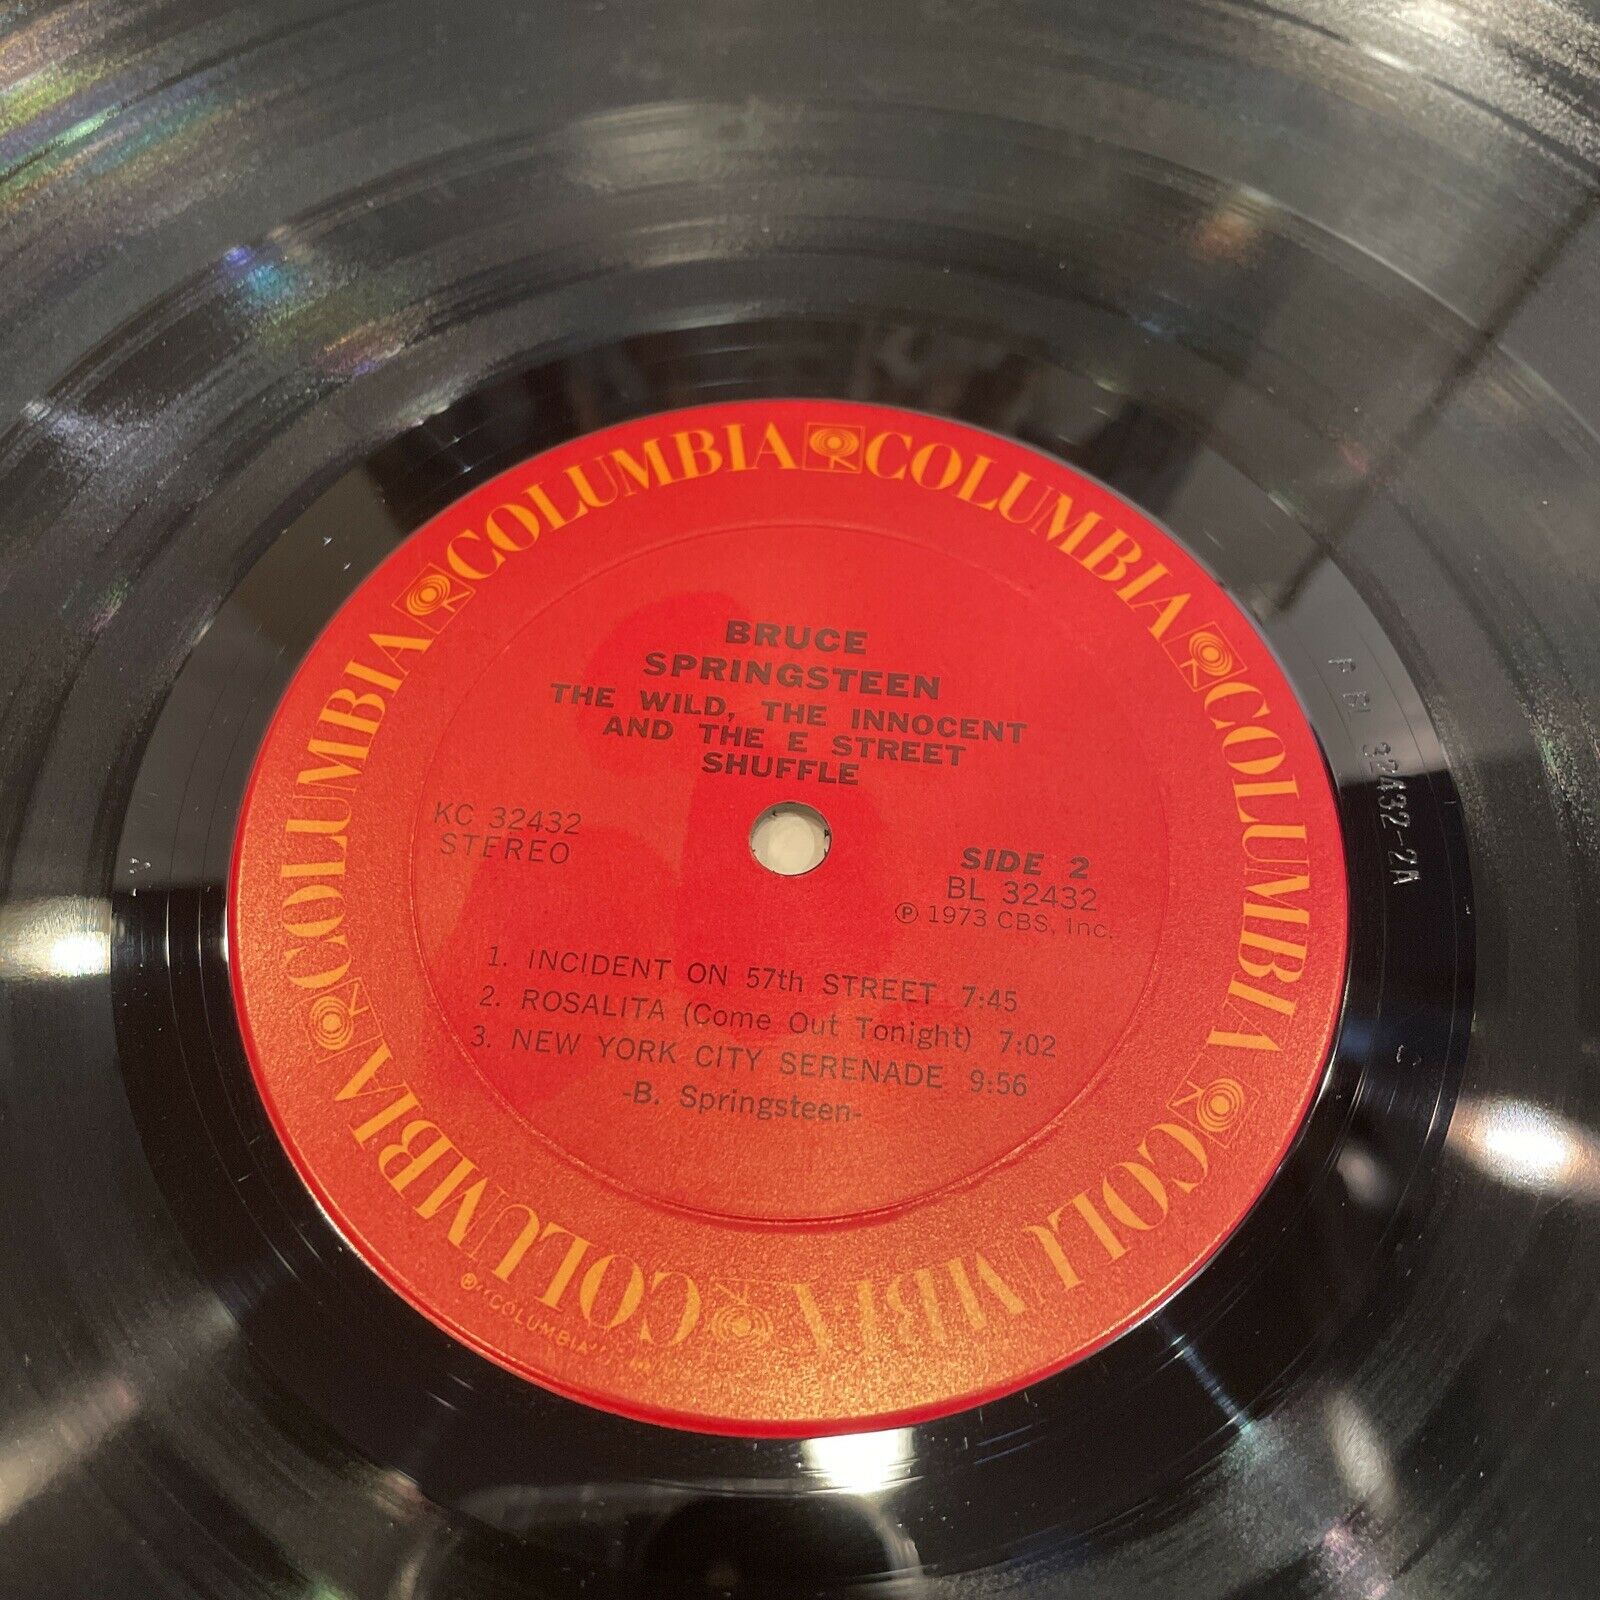 COLUMBIA COLUMBIA COLUMBIA COLUMBIA COLUMBIA COLUMBIA COLUMBIA
BRUCE
SPRINGSTEEN
THE WILD, THE INNOCENT
AND THE E STREET
SHUFFLE
KC 32432
STEREO
SIDE 2
BL 32432
℗ 1973 CBS, Inc.
1. INCIDENT ON 57th STREET 7:45
2. ROSALITA (Come Out Tonight) 7:02
3. NEW YORK CITY SERENADE 9:56
-B. Springsteen-
® "COLUMBIA"
32432-2A